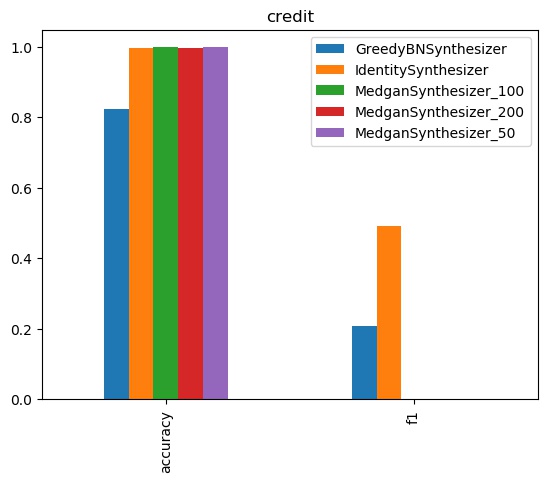 credit
1.0
0.8
0.6
0.4
0.2
0.0
GreedyBNSynthesizer
IdentitySynthesizer
MedganSynthesizer_100
MedganSynthesizer_200
MedganSynthesizer_50
accuracy
f1